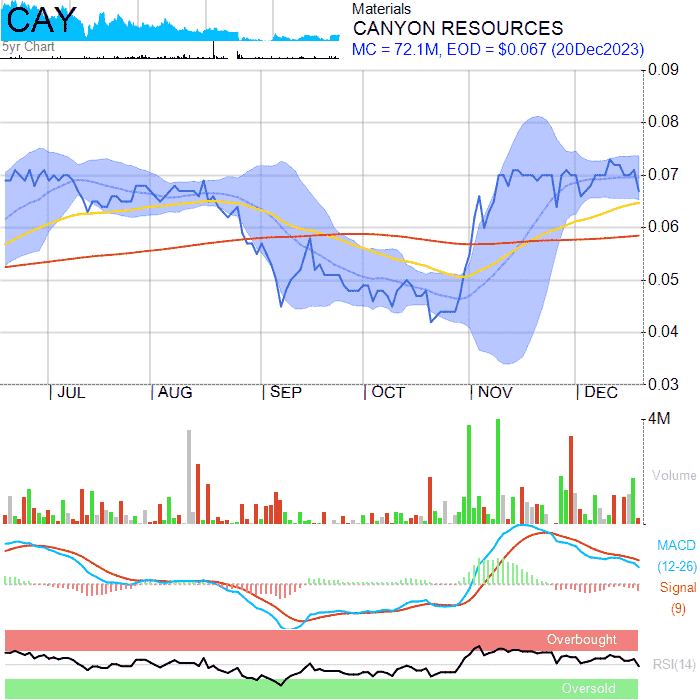 CAY
5yr Chart
Materials
CANYON RESOURCES
MC = 72.1M, EOD = $0.067 (20Dec2023)
0.09
0.08
0.07
0.06
0.05
0.04
0.03
JUL AUG SEP OCT NOV DEC
4M
Volume
MACD
(12-26)
Signal
(9)
Overbought
RSI(14)
Oversold